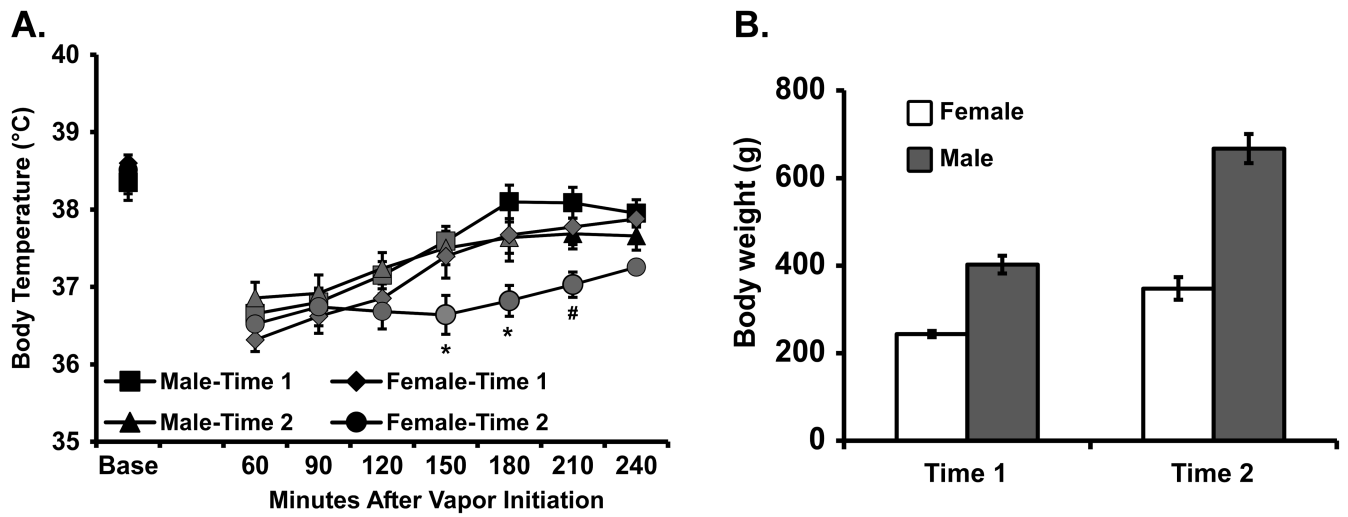 A.
40
39
38
37
36
35
Body Temperature (°C)
*
*
#
Male-Time 1
Female-Time 1
Male-Time 2
Female-Time 2
Base 60 90 120 150 180 210 240
Minutes After Vapor Initiation
B.
800
600
400
200
0
Body weight (g)
Female
Male
Time 1
Time 2